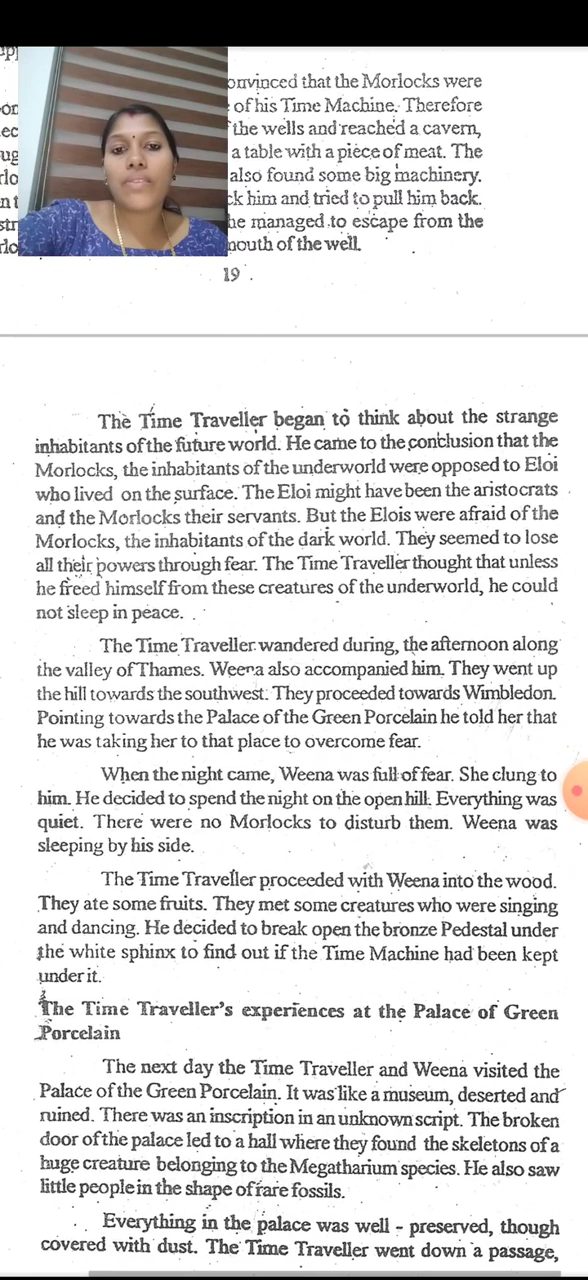 onvinced that the Morlocks were
of his Time Machine. Therefore
the wells and reached a cavern,
a table with a piece of meat. The
also found some big machinery.
ck him and tried to pull him back.
he managed to escape from the
mouth of the well.
19
The Time Traveller began to think about the strange
inhabitants of the future world. He came to the conclusion that the
Morlocks, the inhabitants of the underworld were opposed to Eloi
who lived on the surface. The Eloi might have been the aristocrats
and the Morlocks their servants. But the Elois were afraid of the
Morlocks, the inhabitants of the dark world. They seemed to lose
all their powers through fear. The Time Traveller thought that unless
he freed himself from these creatures of the underworld, he could
not sleep in peace.
The Time Traveller wandered during, the afternoon along
the valley of Thames. Weena also accompanied him. They went up
the hill towards the southwest. They proceeded towards Wimbledon.
Pointing towards the Palace of the Green Porcelain he told her that
he was taking her to that place to overcome fear.
When the night came, Weena was full of fear. She clung to
him. He decided to spend the night on the open hill. Everything was
quiet. There were no Morlocks to disturb them. Weena was
sleeping by his side.
The Time Traveller proceeded with Weena into the wood.
They ate some fruits. They met some creatures who were singing
and dancing. He decided to break open the bronze Pedestal under
the white sphinx to find out if the Time Machine had been kept
under it.
The Time Traveller's experiences at the Palace of Green
Porcelain
The next day the Time Traveller and Weena visited the
Palace of the Green Porcelain. It was like a museum, deserted and
ruined. There was an inscription in an unknown script. The broken
door of the palace led to a hall where they found the skeletons of a
huge creature belonging to the Megatharium species. He also saw
little people in the shape of rare fossils.
Everything in the palace was well - preserved, though
covered with dust. The Time Traveller went down a passage,